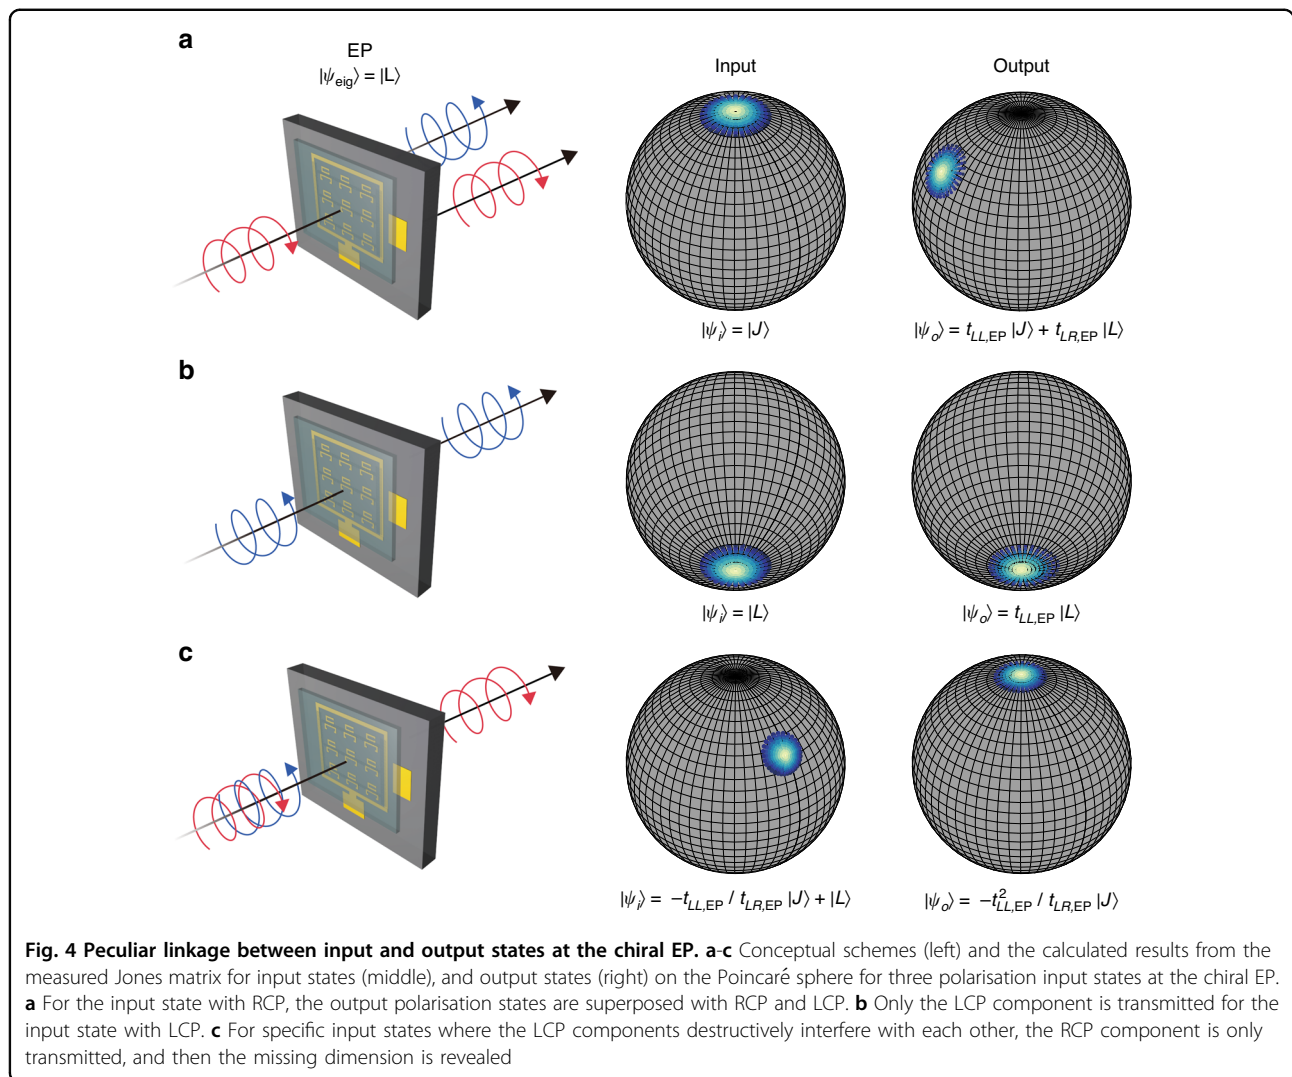 a
EP
|ψeig⟩ = |L⟩
Input
Output
|ψi⟩ = |J⟩
|ψo⟩ = tLL,EP |J⟩ + tLR,EP |L⟩
b
|ψi⟩ = |L⟩
|ψo⟩ = tLL,EP |L⟩
c
|ψi⟩ = −tLL,EP / tLR,EP |J⟩ + |L⟩
|ψo⟩ = −t²LL,EP / tLR,EP |J⟩
Fig. 4 Peculiar linkage between input and output states at the chiral EP. a-c Conceptual schemes (left) and the calculated results from the
measured Jones matrix for input states (middle), and output states (right) on the Poincaré sphere for three polarisation input states at the chiral EP.
a For the input state with RCP, the output polarisation states are superposed with RCP and LCP. b Only the LCP component is transmitted for the
input state with LCP. c For specific input states where the LCP components destructively interfere with each other, the RCP component is only
transmitted, and then the missing dimension is revealed